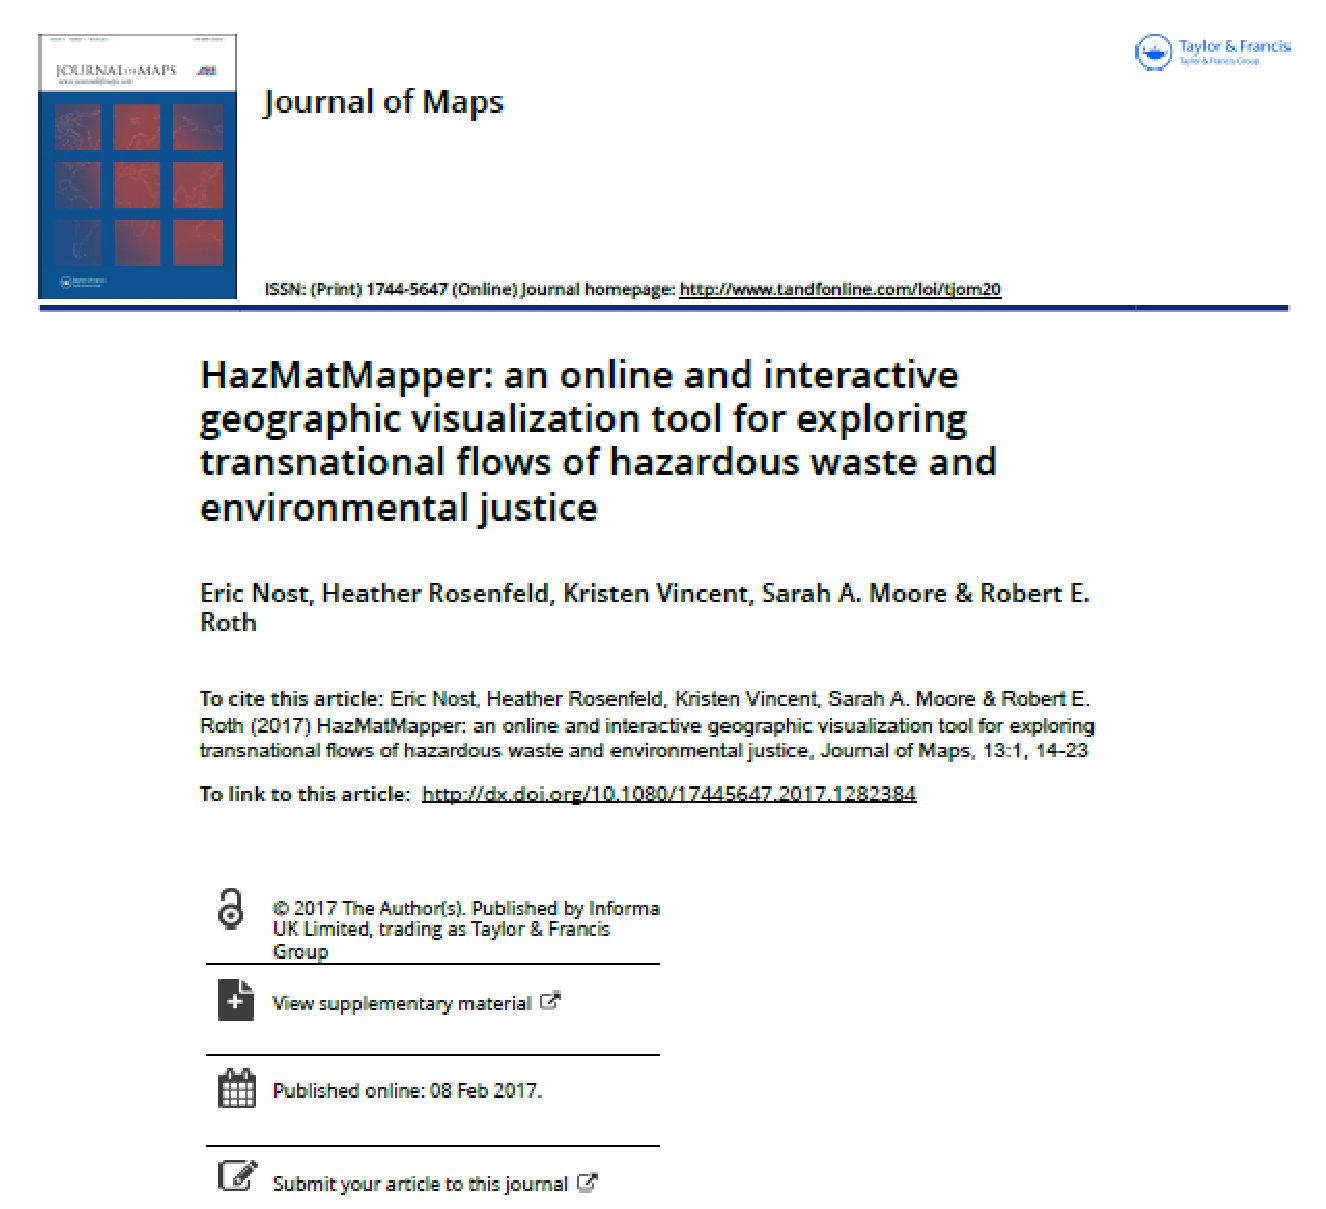 JOURNAL OF MAPS
Taylor & Francis
Taylor & Francis Group
Journal of Maps
ISSN: (Print) 1744-5647 (Online) Journal homepage: http://www.tandfonline.com/loi/tjom20
HazMatMapper: an online and interactive
geographic visualization tool for exploring
transnational flows of hazardous waste and
environmental justice
Eric Nost, Heather Rosenfeld, Kristen Vincent, Sarah A. Moore & Robert E.
Roth
To cite this article: Eric Nost, Heather Rosenfeld, Kristen Vincent, Sarah A. Moore & Robert E.
Roth (2017) HazMatMapper: an online and interactive geographic visualization tool for exploring
transnational flows of hazardous waste and environmental justice, Journal of Maps, 13:1, 14-23
To link to this article: http://dx.doi.org/10.1080/17445647.2017.1282384
© 2017 The Author(s). Published by Informa
UK Limited, trading as Taylor & Francis
Group
View supplementary material
Published online: 08 Feb 2017.
Submit your article to this journal